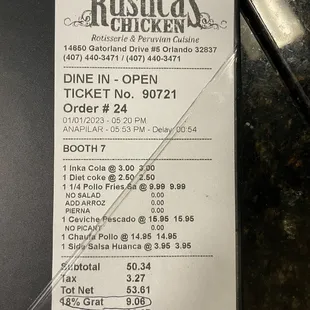 Rusticas
CHICKEN
Rotisserie & Peruvian Cuisine
14650 Gatorland Drive #5 Orlando 32837
(407) 440-3471 / (407) 440-3471
DINE IN - OPEN
TICKET No. 90721
Order # 24
01/01/2023 - 05:20 PM
ANAPILAR - 05:53 PM - Delay 00:54
BOOTH 7
1 Inka Cola @ 3.00 3.00
1 Diet coke @ 2.50 2.50
1 1/4 Pollo Fries Sa @ 9.99 9.99
NO SALAD 0.00
ADD ARROZ 0.00
PIERNA 0.00
1 Ceviche Pescado @ 15.95 15.95
NO PICANT 0.00
1 Chaufa Pollo @ 14.95 14.95
1 Side Salsa Huanca @ 3.95 3.95
Subtotal 50.34
Tax 3.27
Tot Net 53.61
18% Grat 9.06